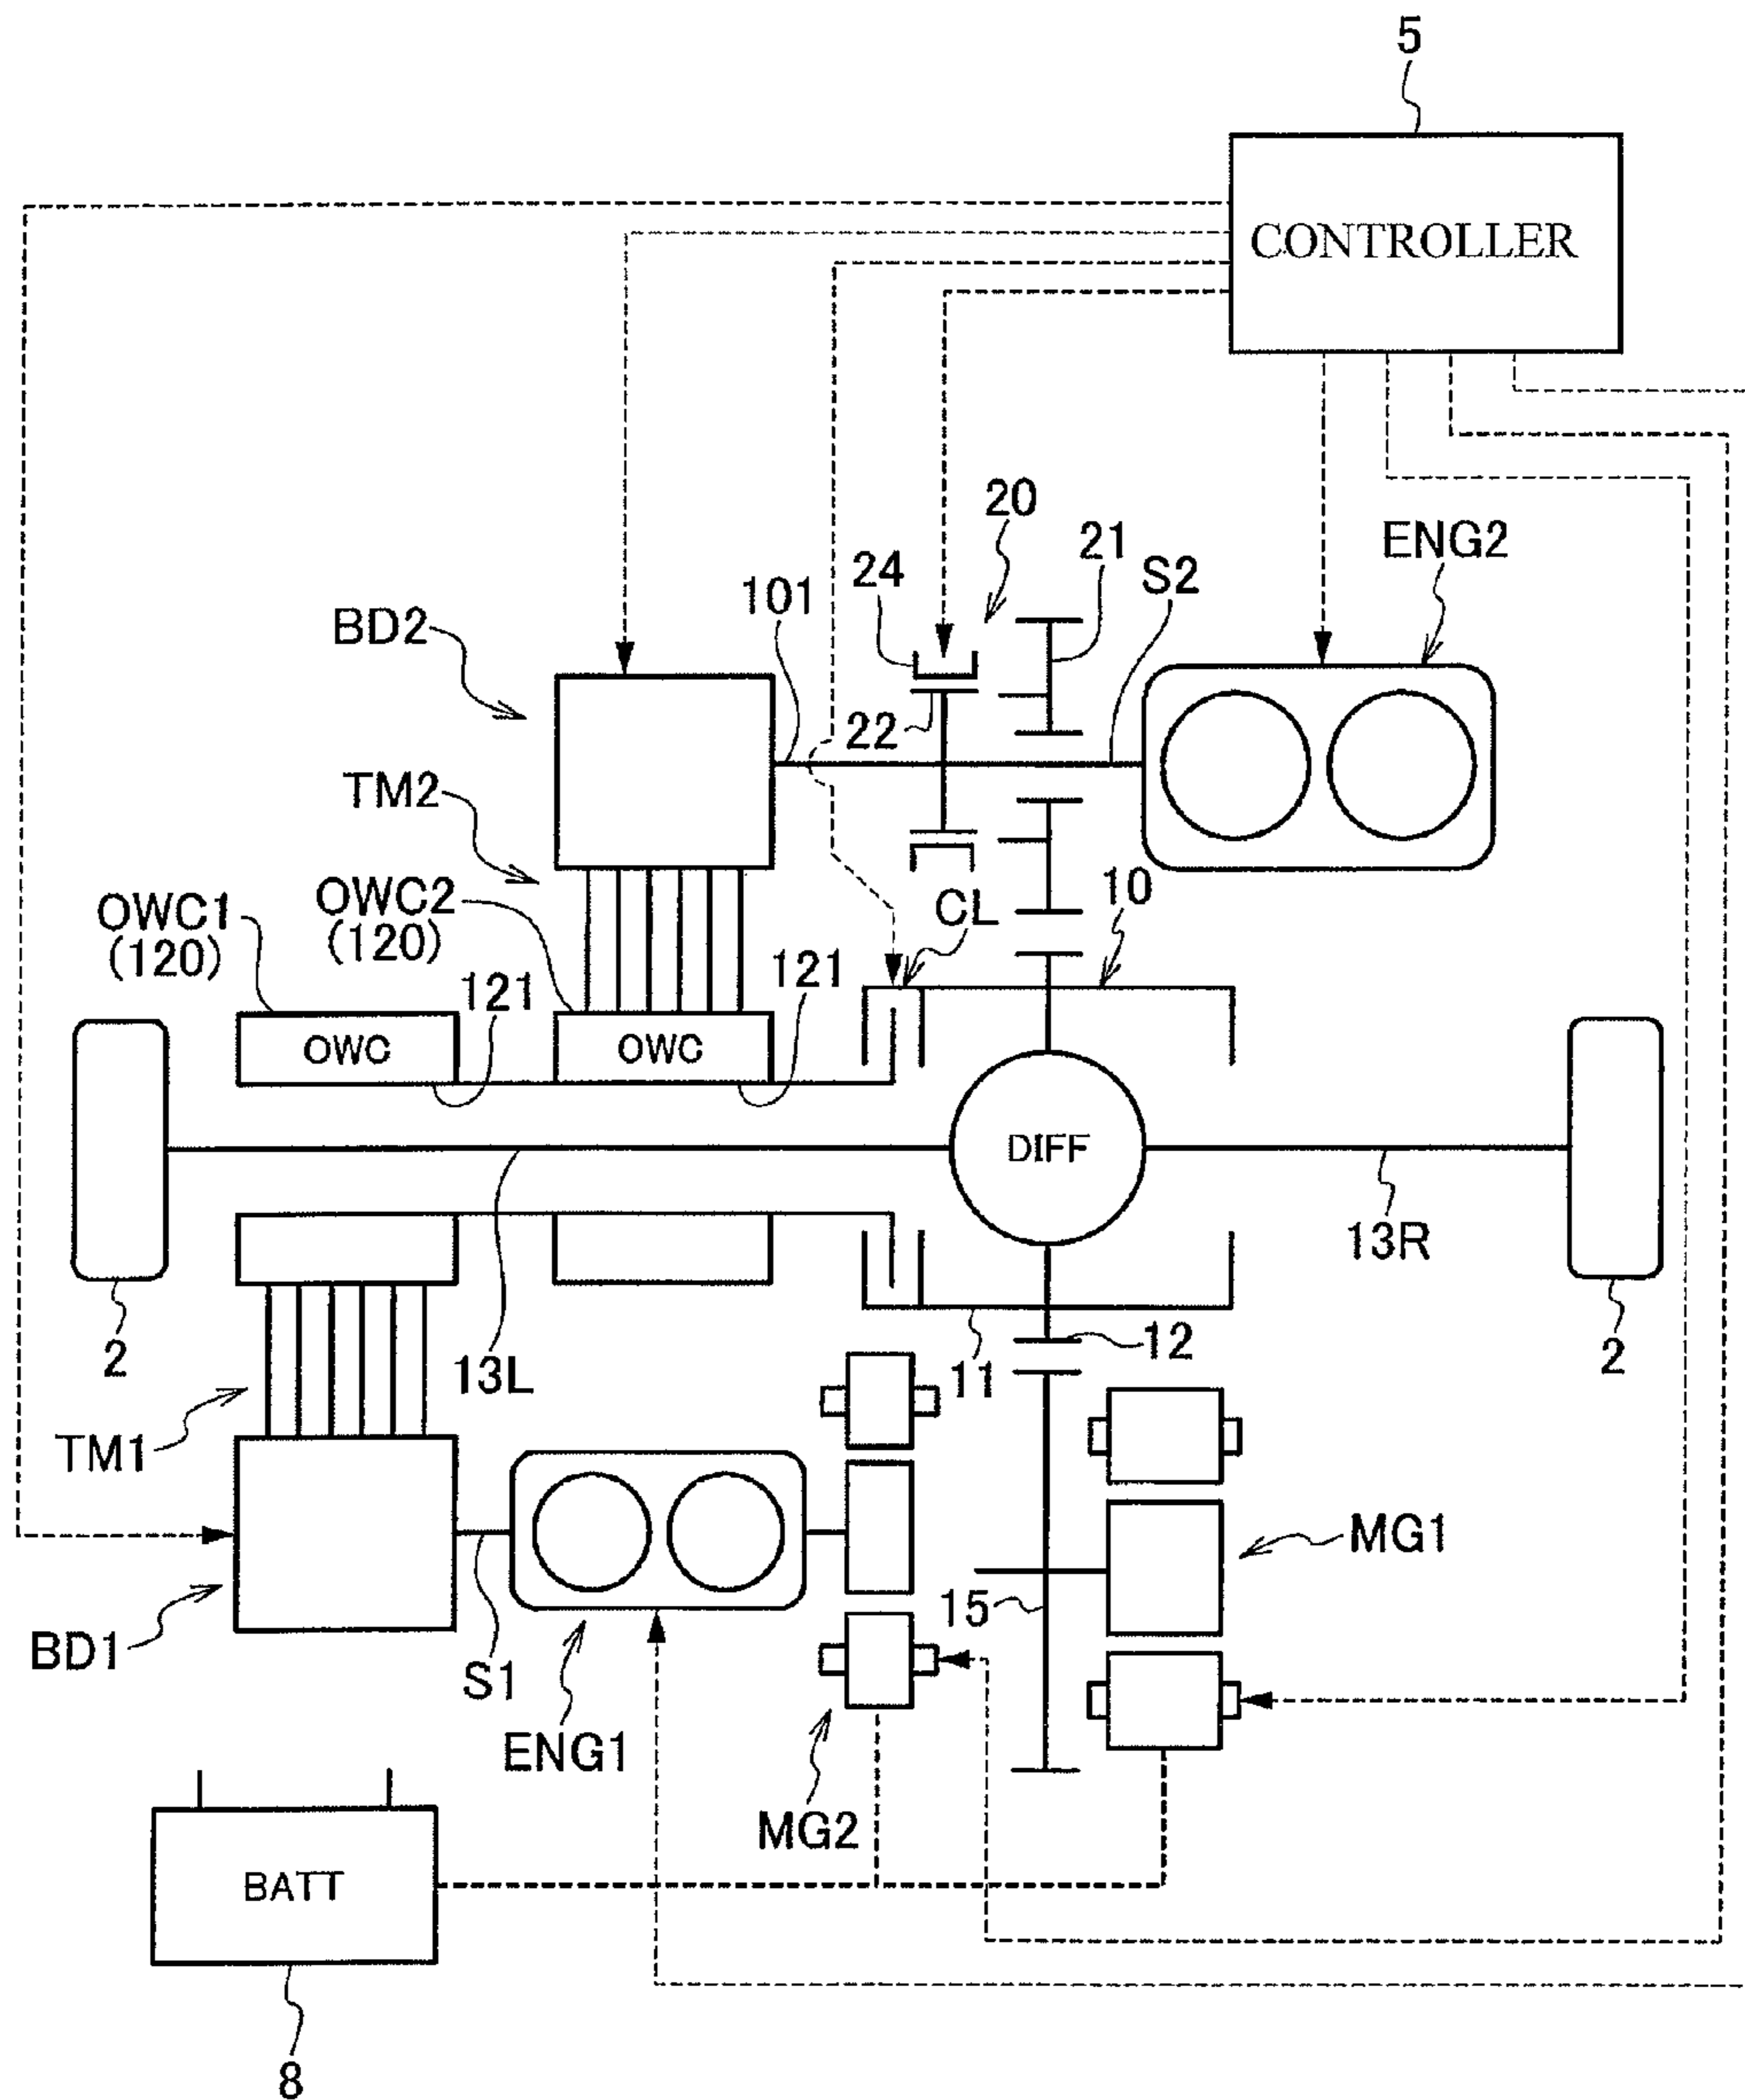 5
CONTROLLER
20
21
ENG2
24
S2
101
BD2
22
TM2
OWC2
(120)
CL
10
OWC1
(120)
121
121
OWC
OWC
DIFF
13R
2
13L
11
12
2
TM1
MG1
15
BD1
S1
ENG1
MG2
BATT
8